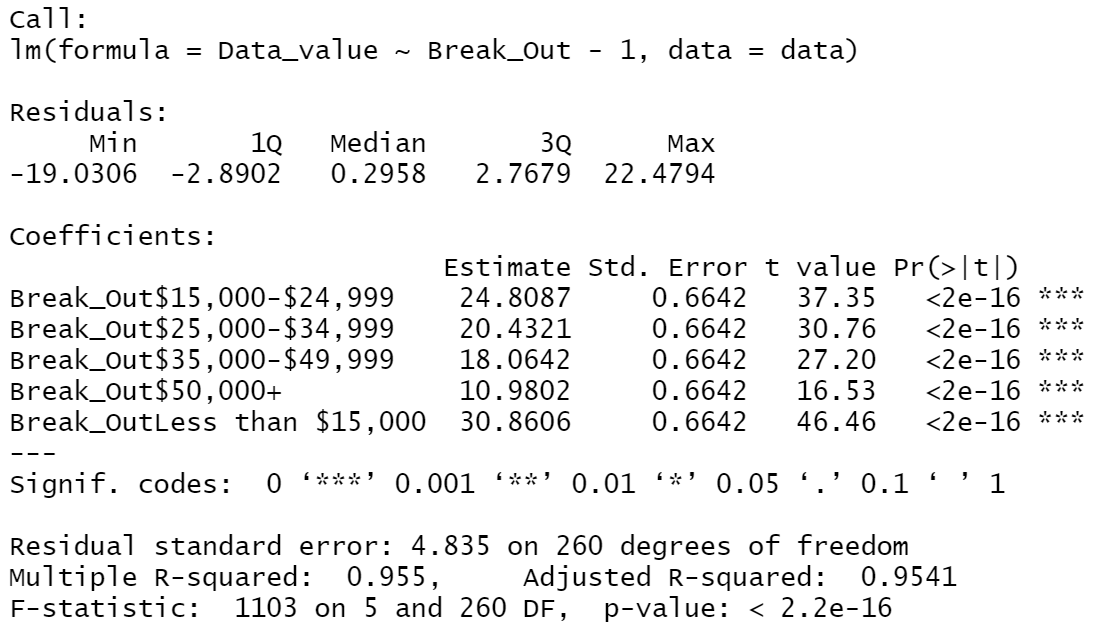 Call:
lm(formula = Data_value ~ Break_Out - 1, data = data)
Residuals:
Min 1Q Median 3Q Max
-19.0306 -2.8902 0.2958 2.7679 22.4794
Coefficients:
Estimate Std. Error t value Pr(>|t|)
Break_Out$15,000-$24,999 24.8087 0.6642 37.35 <2e-16 ***
Break_Out$25,000-$34,999 20.4321 0.6642 30.76 <2e-16 ***
Break_Out$35,000-$49,999 18.0642 0.6642 27.20 <2e-16 ***
Break_Out$50,000+ 10.9802 0.6642 16.53 <2e-16 ***
Break_OutLess than $15,000 30.8606 0.6642 46.46 <2e-16 ***
---
Signif. codes: 0 ‘***’ 0.001 ‘**’ 0.01 ‘*’ 0.05 ‘.’ 0.1 ‘ ’ 1
Residual standard error: 4.835 on 260 degrees of freedom
Multiple R-squared: 0.955, Adjusted R-squared: 0.9541
F-statistic: 1103 on 5 and 260 DF, p-value: < 2.2e-16